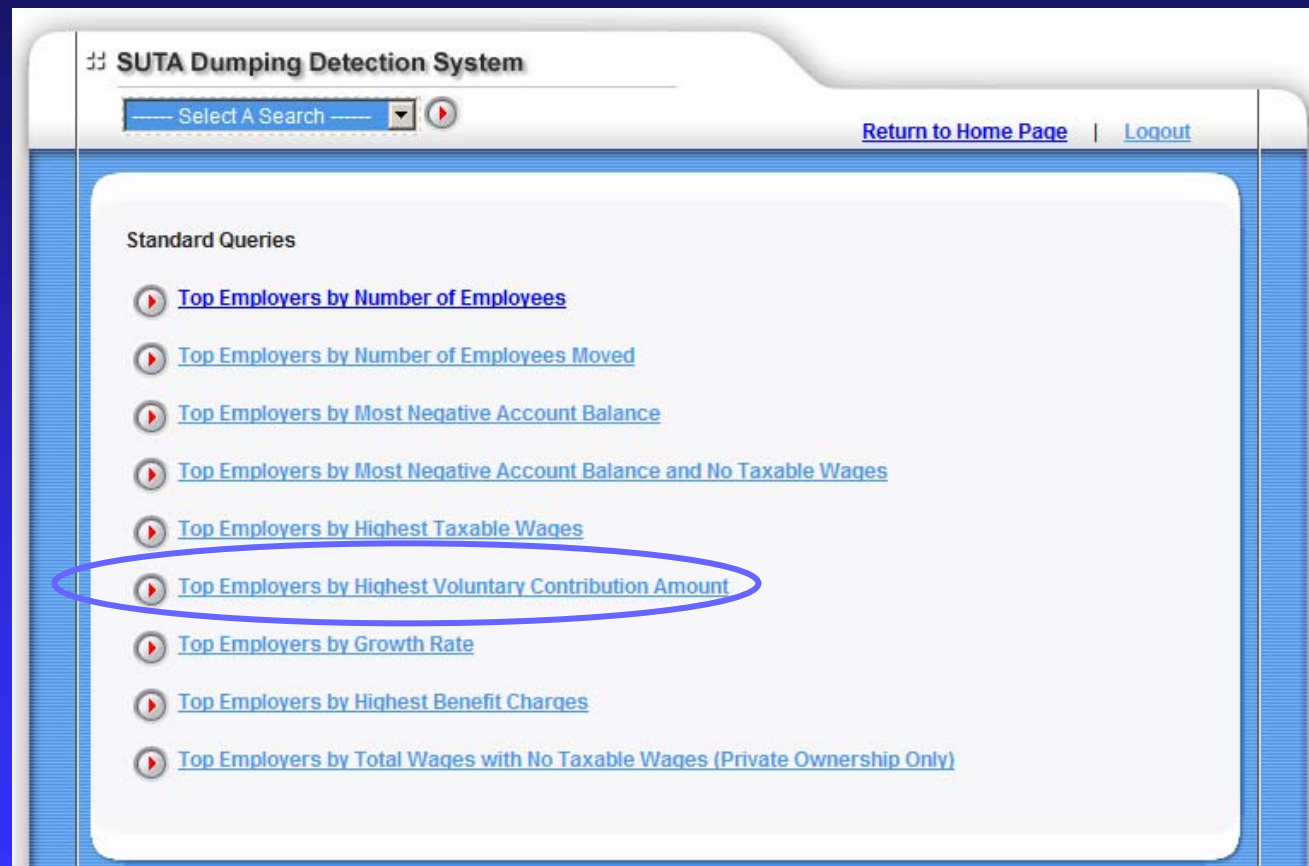 SUTA Dumping Detection System
------ Select A Search ------
Return to Home Page | Logout
Standard Queries
Top Employers by Number of Employees
Top Employers by Number of Employees Moved
Top Employers by Most Negative Account Balance
Top Employers by Most Negative Account Balance and No Taxable Wages
Top Employers by Highest Taxable Wages
Top Employers by Highest Voluntary Contribution Amount
Top Employers by Growth Rate
Top Employers by Highest Benefit Charges
Top Employers by Total Wages with No Taxable Wages (Private Ownership Only)